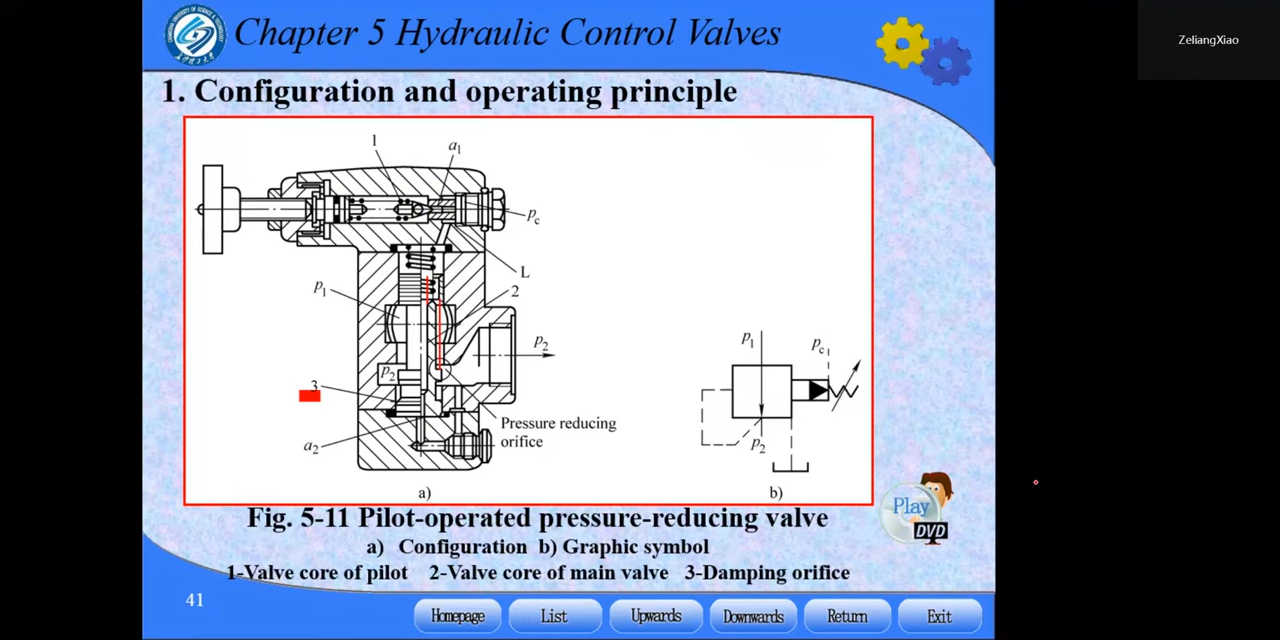 Chapter 5 Hydraulic Control Valves
ZeliangXiao
1. Configuration and operating principle
1
a1
pc
L
2
p1
p2
p2
3
a2
Pressure reducing
orifice
a)
p1
pc
p2
b)
Play
DVD
Fig. 5-11 Pilot-operated pressure-reducing valve
a) Configuration b) Graphic symbol
1-Valve core of pilot 2-Valve core of main valve 3-Damping orifice
41
Homepage
List
Upwards
Downwards
Return
Exit